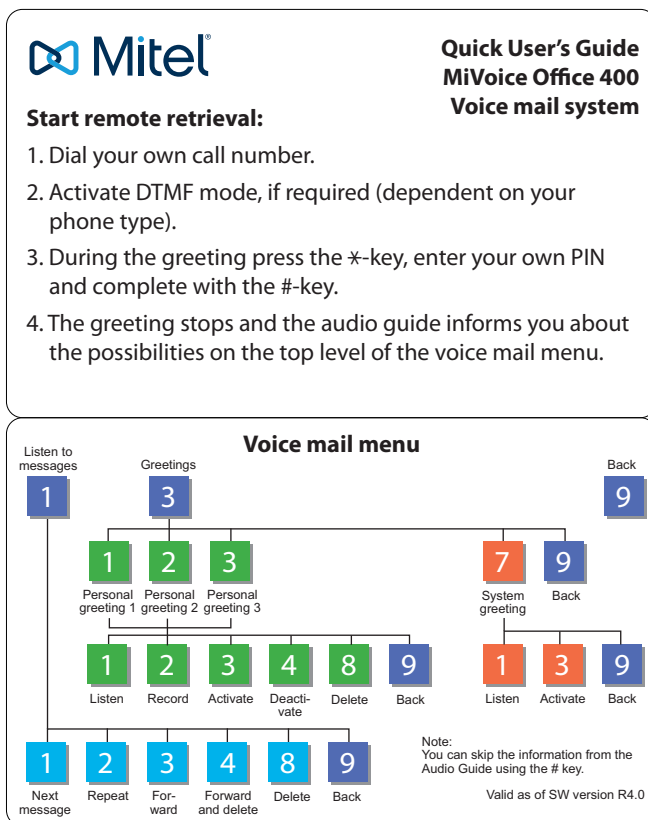 Mitel
Quick User's Guide
MiVoice Office 400
Voice mail system
Start remote retrieval:
1. Dial your own call number.
2. Activate DTMF mode, if required (dependent on your
phone type).
3. During the greeting press the *-key, enter your own PIN
and complete with the #-key.
4. The greeting stops and the audio guide informs you about
the possibilities on the top level of the voice mail menu.
Voice mail menu
Listen to
messages
Greetings
Back
1 3 9
1 2 3 7 9
Personal
greeting 1
Personal
greeting 2
Personal
greeting 3
System
greeting
Back
1 2 3 4 8 9 1 3 9
Listen
Record
Activate
Deacti-
vate
Delete
Back
Listen
Activate
Back
1 2 3 4 8 9
Next
message
Repeat
For-
ward
Forward
and delete
Delete
Back
Note:
You can skip the information from the
Audio Guide using the # key.
Valid as of SW version R4.0